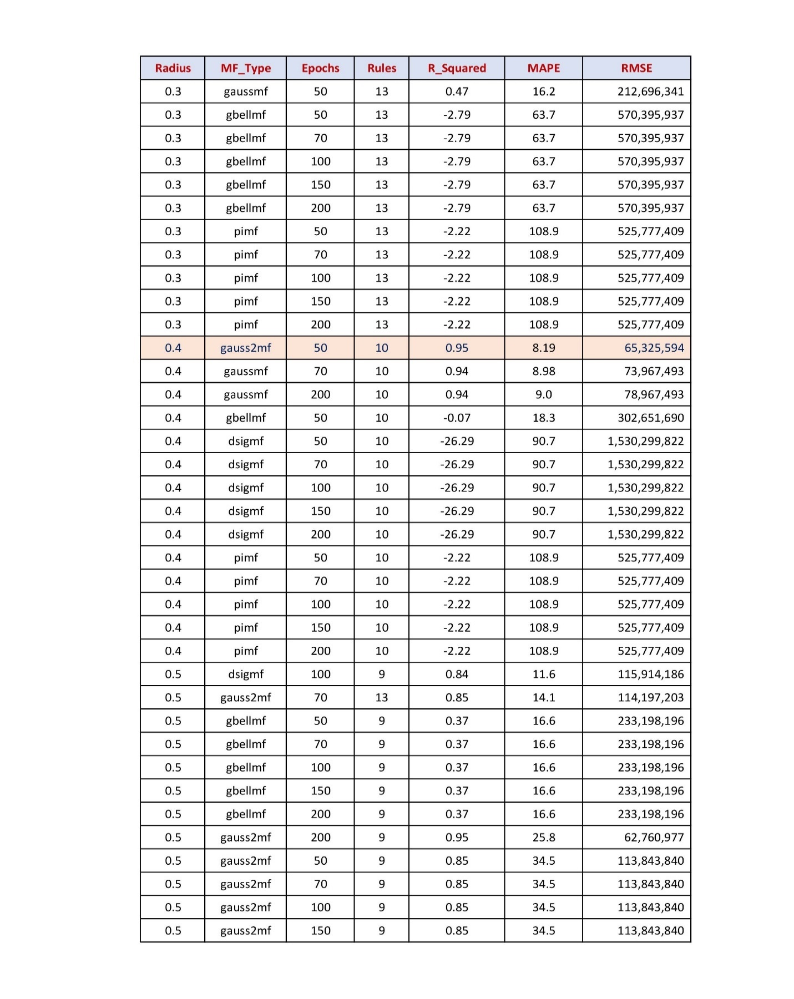 Radius MF_Type Epochs Rules R_Squared MAPE RMSE
0.3 gaussmf 50 13 0.47 16.2 212,696,341
0.3 gbellmf 50 13 -2.79 63.7 570,395,937
0.3 gbellmf 70 13 -2.79 63.7 570,395,937
0.3 gbellmf 100 13 -2.79 63.7 570,395,937
0.3 gbellmf 150 13 -2.79 63.7 570,395,937
0.3 gbellmf 200 13 -2.79 63.7 570,395,937
0.3 pimf 50 13 -2.22 108.9 525,777,409
0.3 pimf 70 13 -2.22 108.9 525,777,409
0.3 pimf 100 13 -2.22 108.9 525,777,409
0.3 pimf 150 13 -2.22 108.9 525,777,409
0.3 pimf 200 13 -2.22 108.9 525,777,409
0.4 gauss2mf 50 10 0.95 8.19 65,325,594
0.4 gaussmf 70 10 0.94 8.98 73,967,493
0.4 gaussmf 200 10 0.94 9.0 78,967,493
0.4 gbellmf 50 10 -0.07 18.3 302,651,690
0.4 dsigmf 50 10 -26.29 90.7 1,530,299,822
0.4 dsigmf 70 10 -26.29 90.7 1,530,299,822
0.4 dsigmf 100 10 -26.29 90.7 1,530,299,822
0.4 dsigmf 150 10 -26.29 90.7 1,530,299,822
0.4 dsigmf 200 10 -26.29 90.7 1,530,299,822
0.4 pimf 50 10 -2.22 108.9 525,777,409
0.4 pimf 70 10 -2.22 108.9 525,777,409
0.4 pimf 100 10 -2.22 108.9 525,777,409
0.4 pimf 150 10 -2.22 108.9 525,777,409
0.4 pimf 200 10 -2.22 108.9 525,777,409
0.5 dsigmf 100 9 0.84 11.6 115,914,186
0.5 gauss2mf 70 13 0.85 14.1 114,197,203
0.5 gbellmf 50 9 0.37 16.6 233,198,196
0.5 gbellmf 70 9 0.37 16.6 233,198,196
0.5 gbellmf 100 9 0.37 16.6 233,198,196
0.5 gbellmf 150 9 0.37 16.6 233,198,196
0.5 gbellmf 200 9 0.37 16.6 233,198,196
0.5 gauss2mf 200 9 0.95 25.8 62,760,977
0.5 gauss2mf 50 9 0.85 34.5 113,843,840
0.5 gauss2mf 70 9 0.85 34.5 113,843,840
0.5 gauss2mf 100 9 0.85 34.5 113,843,840
0.5 gauss2mf 150 9 0.85 34.5 113,843,840